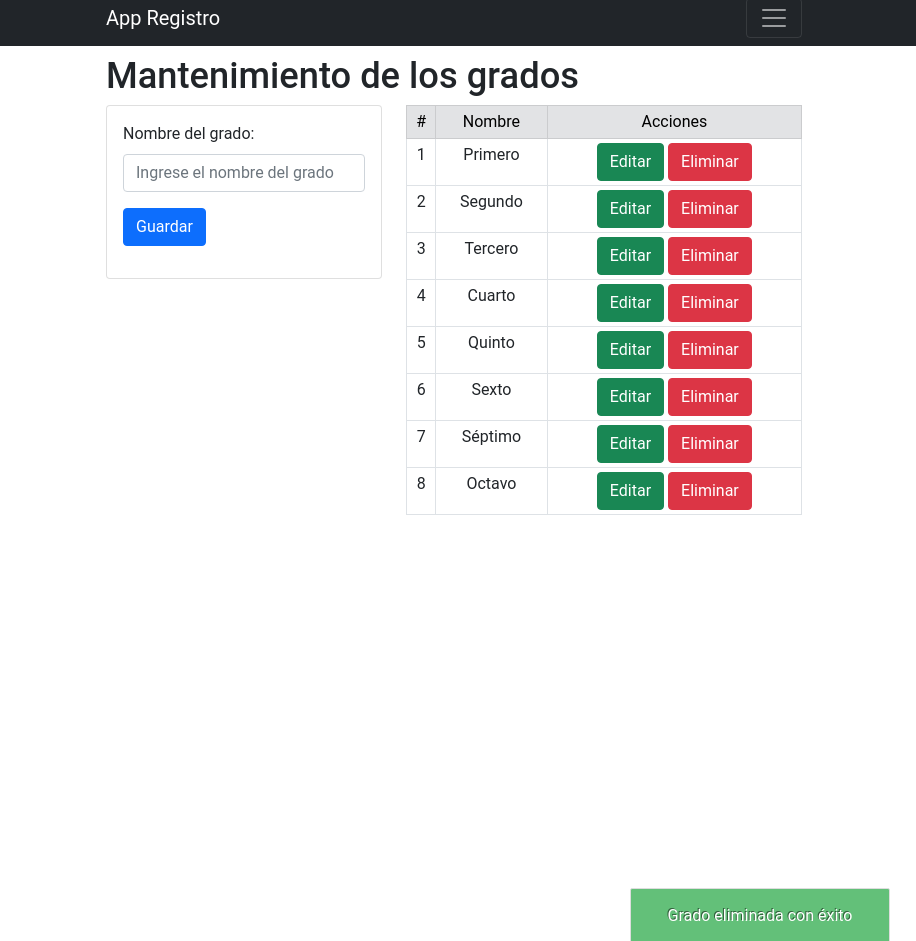 App Registro
Mantenimiento de los grados
Nombre del grado:
Ingrese el nombre del grado
Guardar
# Nombre Acciones
1 Primero Editar Eliminar
2 Segundo Editar Eliminar
3 Tercero Editar Eliminar
4 Cuarto Editar Eliminar
5 Quinto Editar Eliminar
6 Sexto Editar Eliminar
7 Séptimo Editar Eliminar
8 Octavo Editar Eliminar
Grado eliminada con éxito